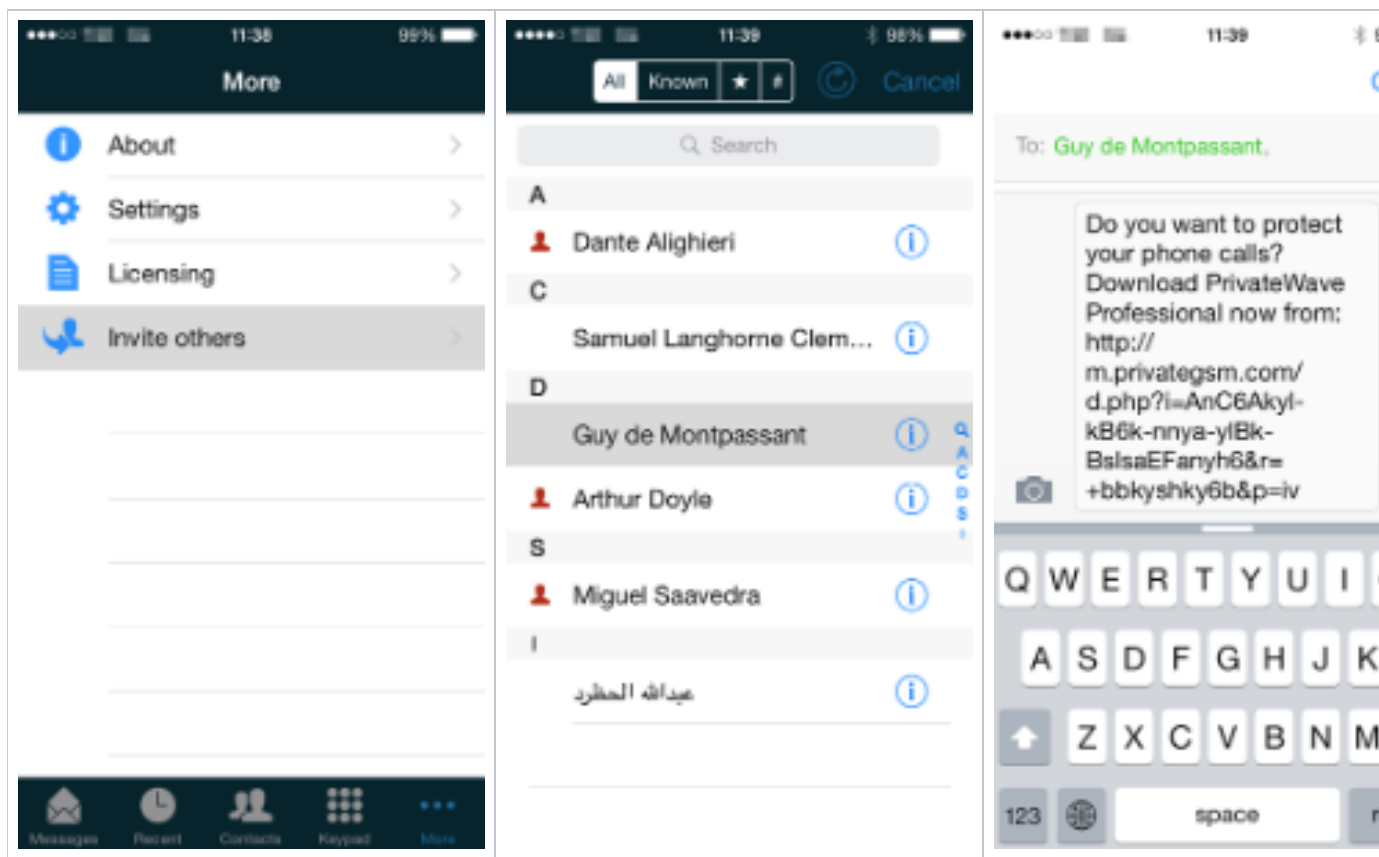 11:38
99%
More
About
Settings
Licensing
Invite others
Messages
Recent
Contacts
Keypad
More
11:39
98%
All
Known
#
Cancel
Search
A
Dante Alighieri
C
Samuel Langhorne Clem...
D
Guy de Montpassant
Arthur Doyle
S
Miguel Saavedra
I
عبدالله الحظرد
Q
A
C
D
S
I
11:39
To: Guy de Montpassant,
Do you want to protect
your phone calls?
Download PrivateWave
Professional now from:
http://
m.privategsm.com/
d.php?i=AnC6Akyl-
kB6k-nnya-ylBk-
BslsaEFanyh6&r=
+bbkyshky6b&p=iv
Q W E R T Y U I
A S D F G H J K
Z X C V B N M
123
space